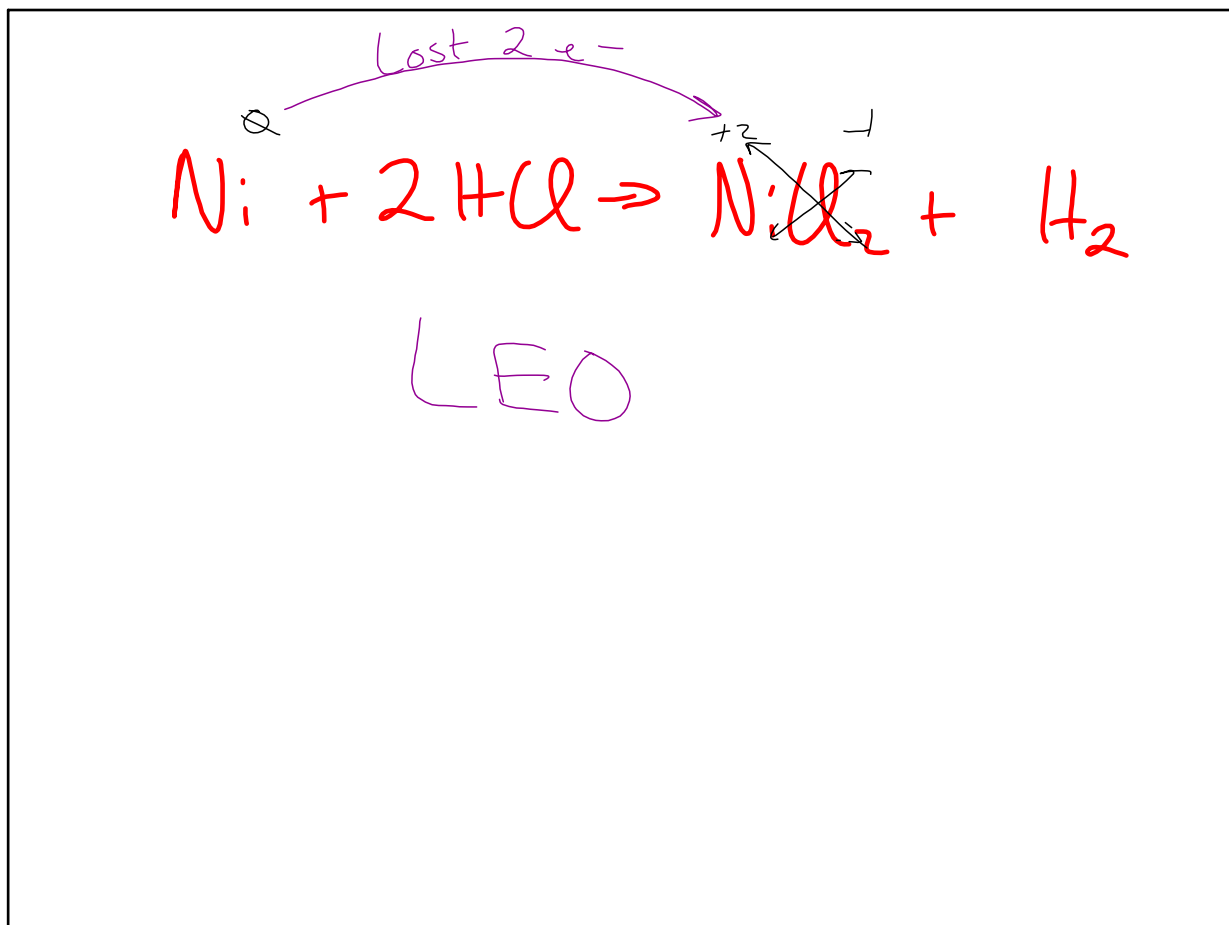 Lost 2 e-
0 +2 -1
Ni + 2HCl → NiCl₂ + H₂
LEO